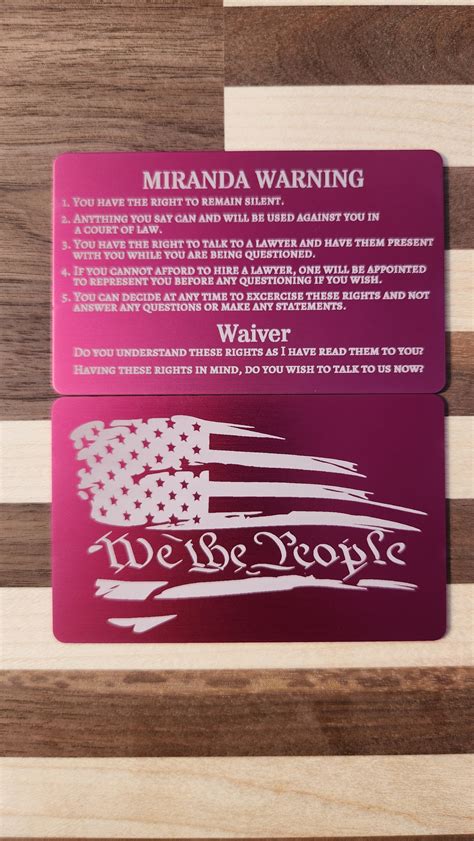 MIRANDA WARNING
1. YOU HAVE THE RIGHT TO REMAIN SILENT.
2. ANYTHING YOU SAY CAN AND WILL BE USED AGAINST YOU IN
A COURT OF LAW.
3. YOU HAVE THE RIGHT TO TALK TO A LAWYER AND HAVE THEM PRESENT
WITH YOU WHILE YOU ARE BEING QUESTIONED.
4. IF YOU CANNOT AFFORD TO HIRE A LAWYER, ONE WILL BE APPOINTED
TO REPRESENT YOU BEFORE ANY QUESTIONING IF YOU WISH.
5. YOU CAN DECIDE AT ANY TIME TO EXCERCISE THESE RIGHTS AND NOT
ANSWER ANY QUESTIONS OR MAKE ANY STATEMENTS.
Waiver
DO YOU UNDERSTAND THESE RIGHTS AS I HAVE READ THEM TO YOU?
HAVING THESE RIGHTS IN MIND, DO YOU WISH TO TALK TO US NOW?
We the People